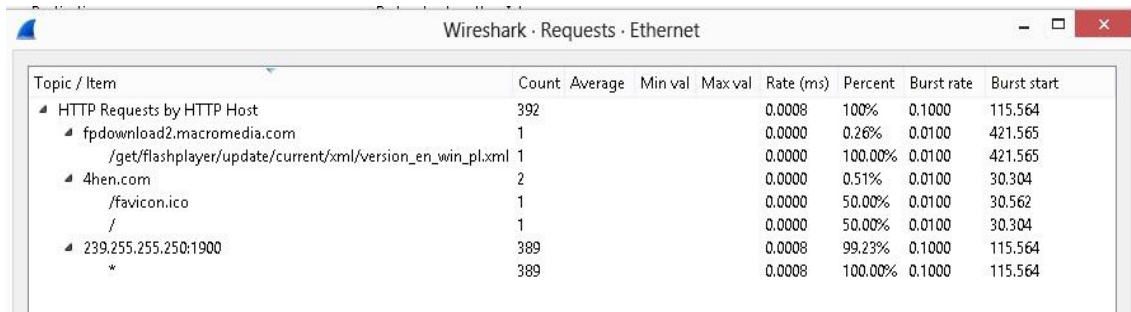 Wireshark · Requests · Ethernet
Topic / Item Count Average Min val Max val Rate (ms) Percent Burst rate Burst start
HTTP Requests by HTTP Host 392 0.0008 100% 0.1000 115.564
fpdownload2.macromedia.com 1 0.0000 0.26% 0.0100 421.565
/get/flashplayer/update/current/xml/version_en_win_pl.xml 1 0.0000 100.00% 0.0100 421.565
4hen.com 2 0.0000 0.51% 0.0100 30.304
/favicon.ico 1 0.0000 50.00% 0.0100 30.562
/ 1 0.0000 50.00% 0.0100 30.304
239.255.255.250:1900 389 0.0008 99.23% 0.1000 115.564
* 389 0.0008 100.00% 0.1000 115.564